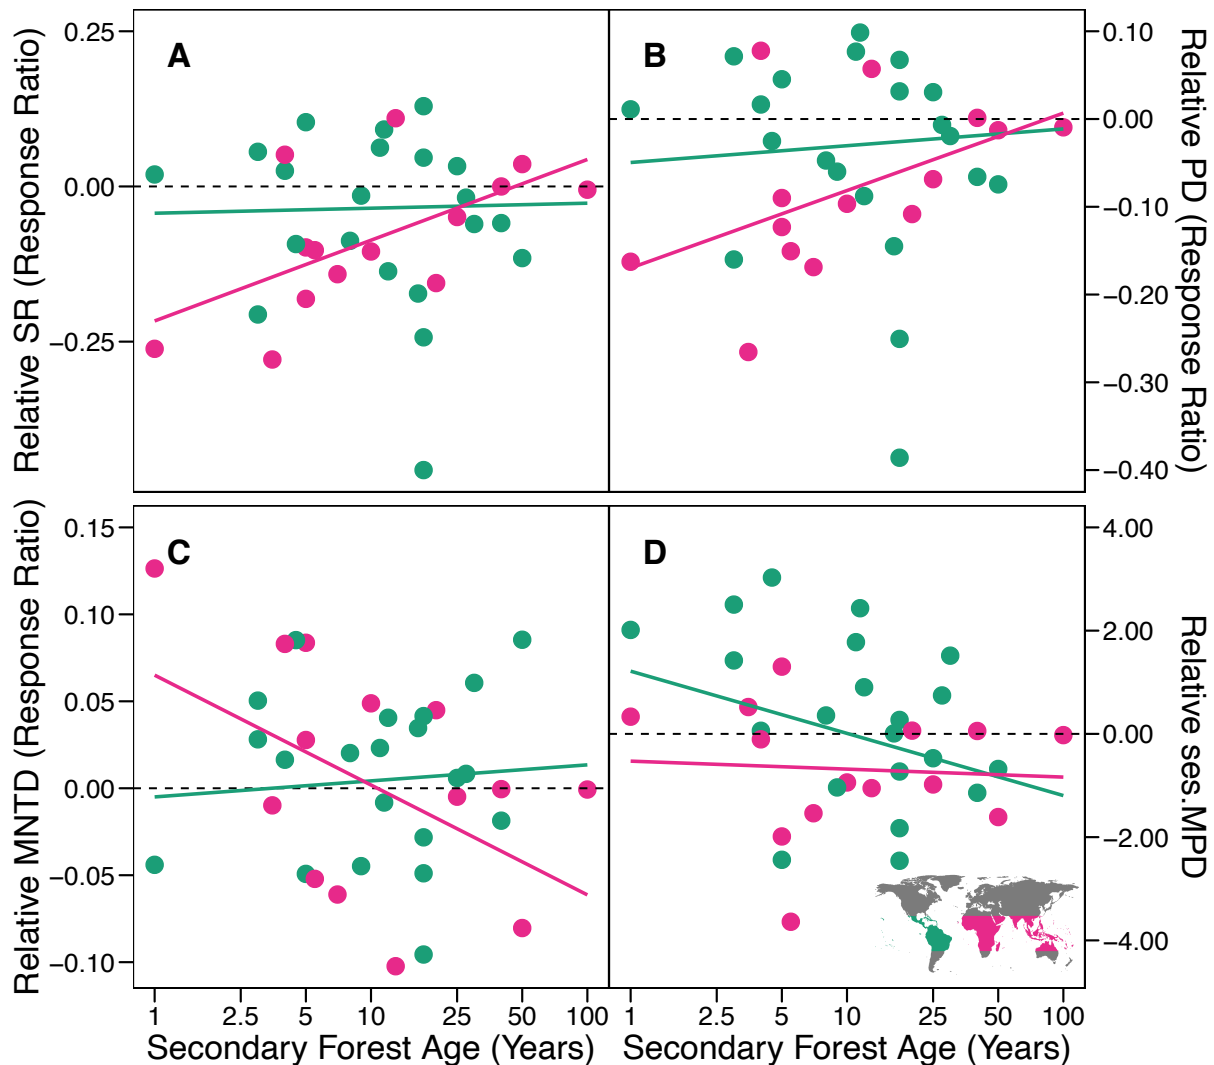 A
B
0.25
0.00
−0.25
Relative SR (Response Ratio)
0.10
0.00
−0.10
−0.20
−0.30
−0.40
Relative PD (Response Ratio)
C
D
0.15
0.10
0.05
0.00
−0.05
−0.10
Relative MNTD (Response Ratio)
4.00
2.00
0.00
−2.00
−4.00
Relative ses.MPD
1 2.5 5 10 25 50 100
1 2.5 5 10 25 50 100
Secondary Forest Age (Years)
Secondary Forest Age (Years)